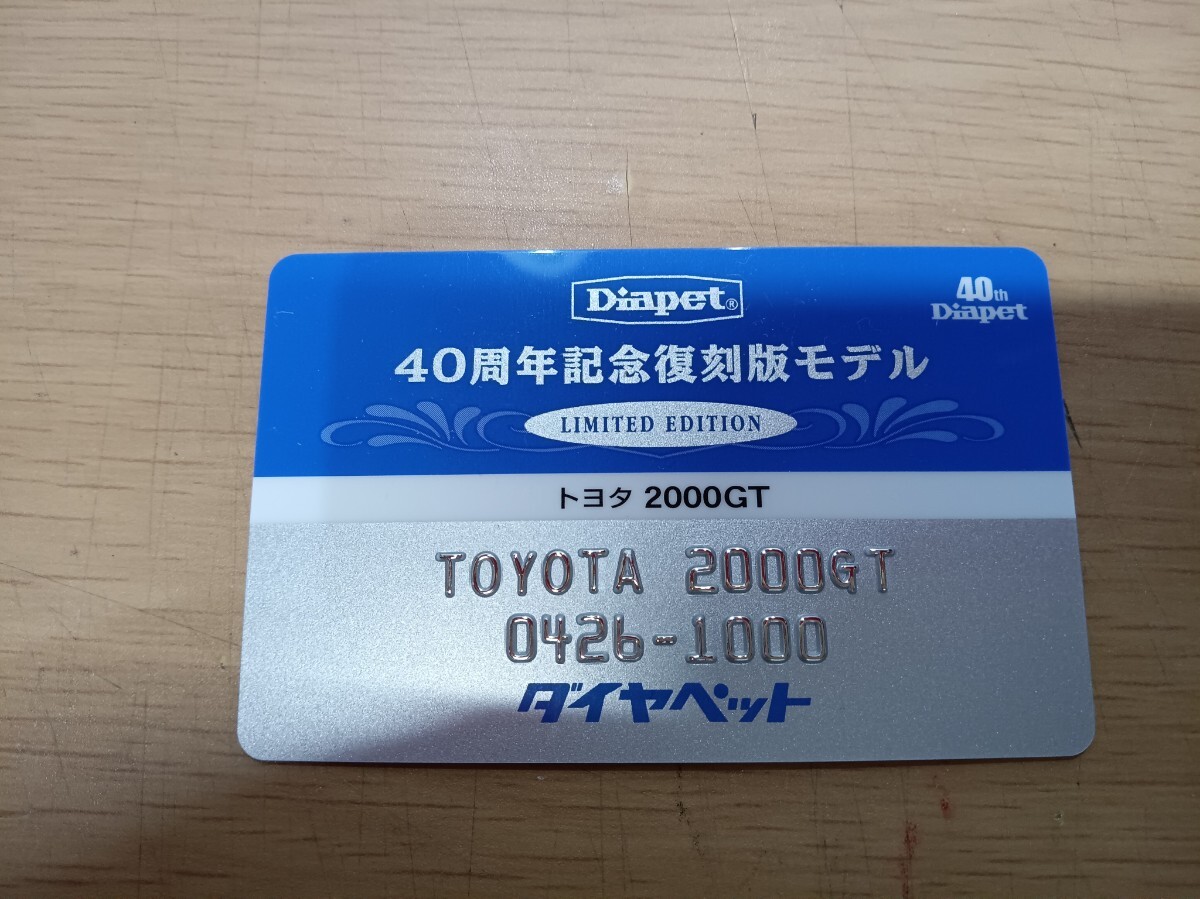 Diapet®
40th
Diapet
40周年記念復刻版モデル
LIMITED EDITION
トヨタ 2000GT
TOYOTA 2000GT
0426-1000
ダイヤペット